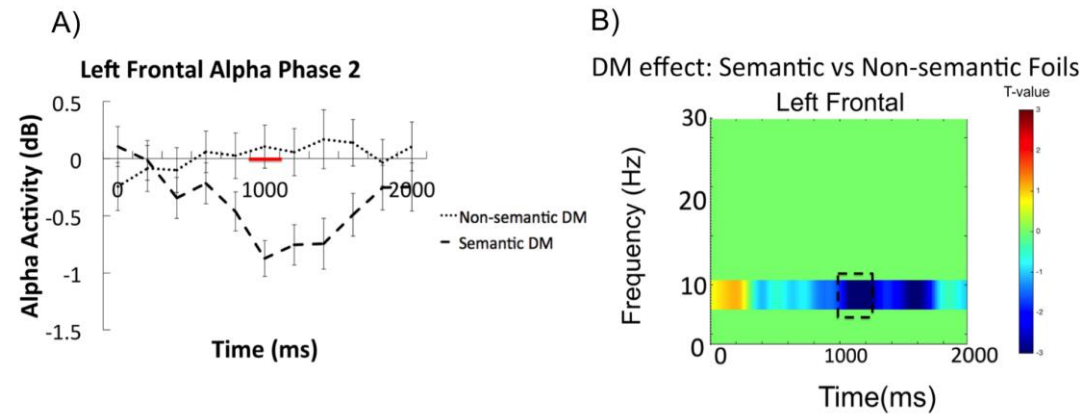 A)
Left Frontal Alpha Phase 2
Alpha Activity (dB)
0.5
0
-0.5
-1
-1.5
0
1000
2000
Non-semantic DM
Semantic DM
Time (ms)
B)
DM effect: Semantic vs Non-semantic Foils
Left Frontal
T-value
Frequency (Hz)
30
20
10
0
0
1000
2000
Time(ms)
3
2
1
0
-1
-2
-3